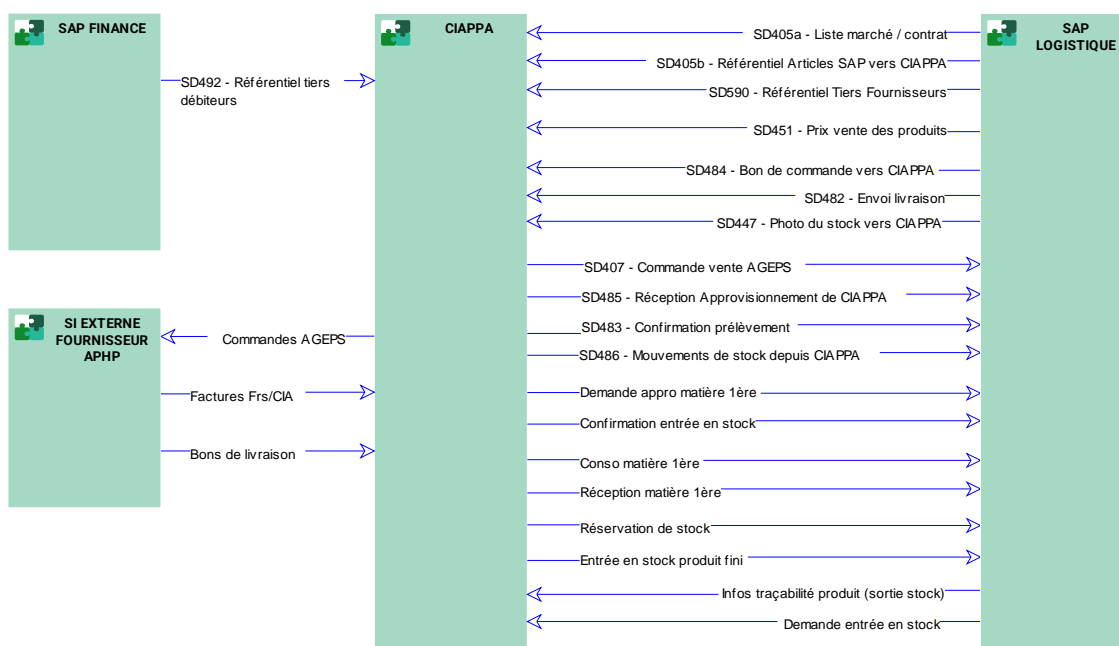 SAP FINANCE
CIAPPA
SAP
LOGISTIQUE
SD405a - Liste marché / contrat
SD405b - Référentiel Articles SAP vers CIAPPA
SD492 - Référentiel tiers
débiteurs
SD590 - Référentiel Tiers Fournisseurs
SD451 - Prix vente des produits
SD484 - Bon de commande vers CIAPPA
SD482 - Envoi livraison
SD447 - Photo du stock vers CIAPPA
SD407 - Commande vente AGEPS
SD485 - Réception Approvisionnement de CIAPPA
SI EXTERNE
FOURNISSEUR
APHP
Commandes AGEPS
SD483 - Confirmation prélèvement
SD486 - Mouvements de stock depuis CIAPPA
Factures Frs/CIA
Demande appro matière 1ère
Confirmation entrée en stock
Bons de livraison
Conso matière 1ère
Réception matière 1ère
Réservation de stock
Entrée en stock produit fini
Infos traçabilité produit (sortie stock)
Demande entrée en stock